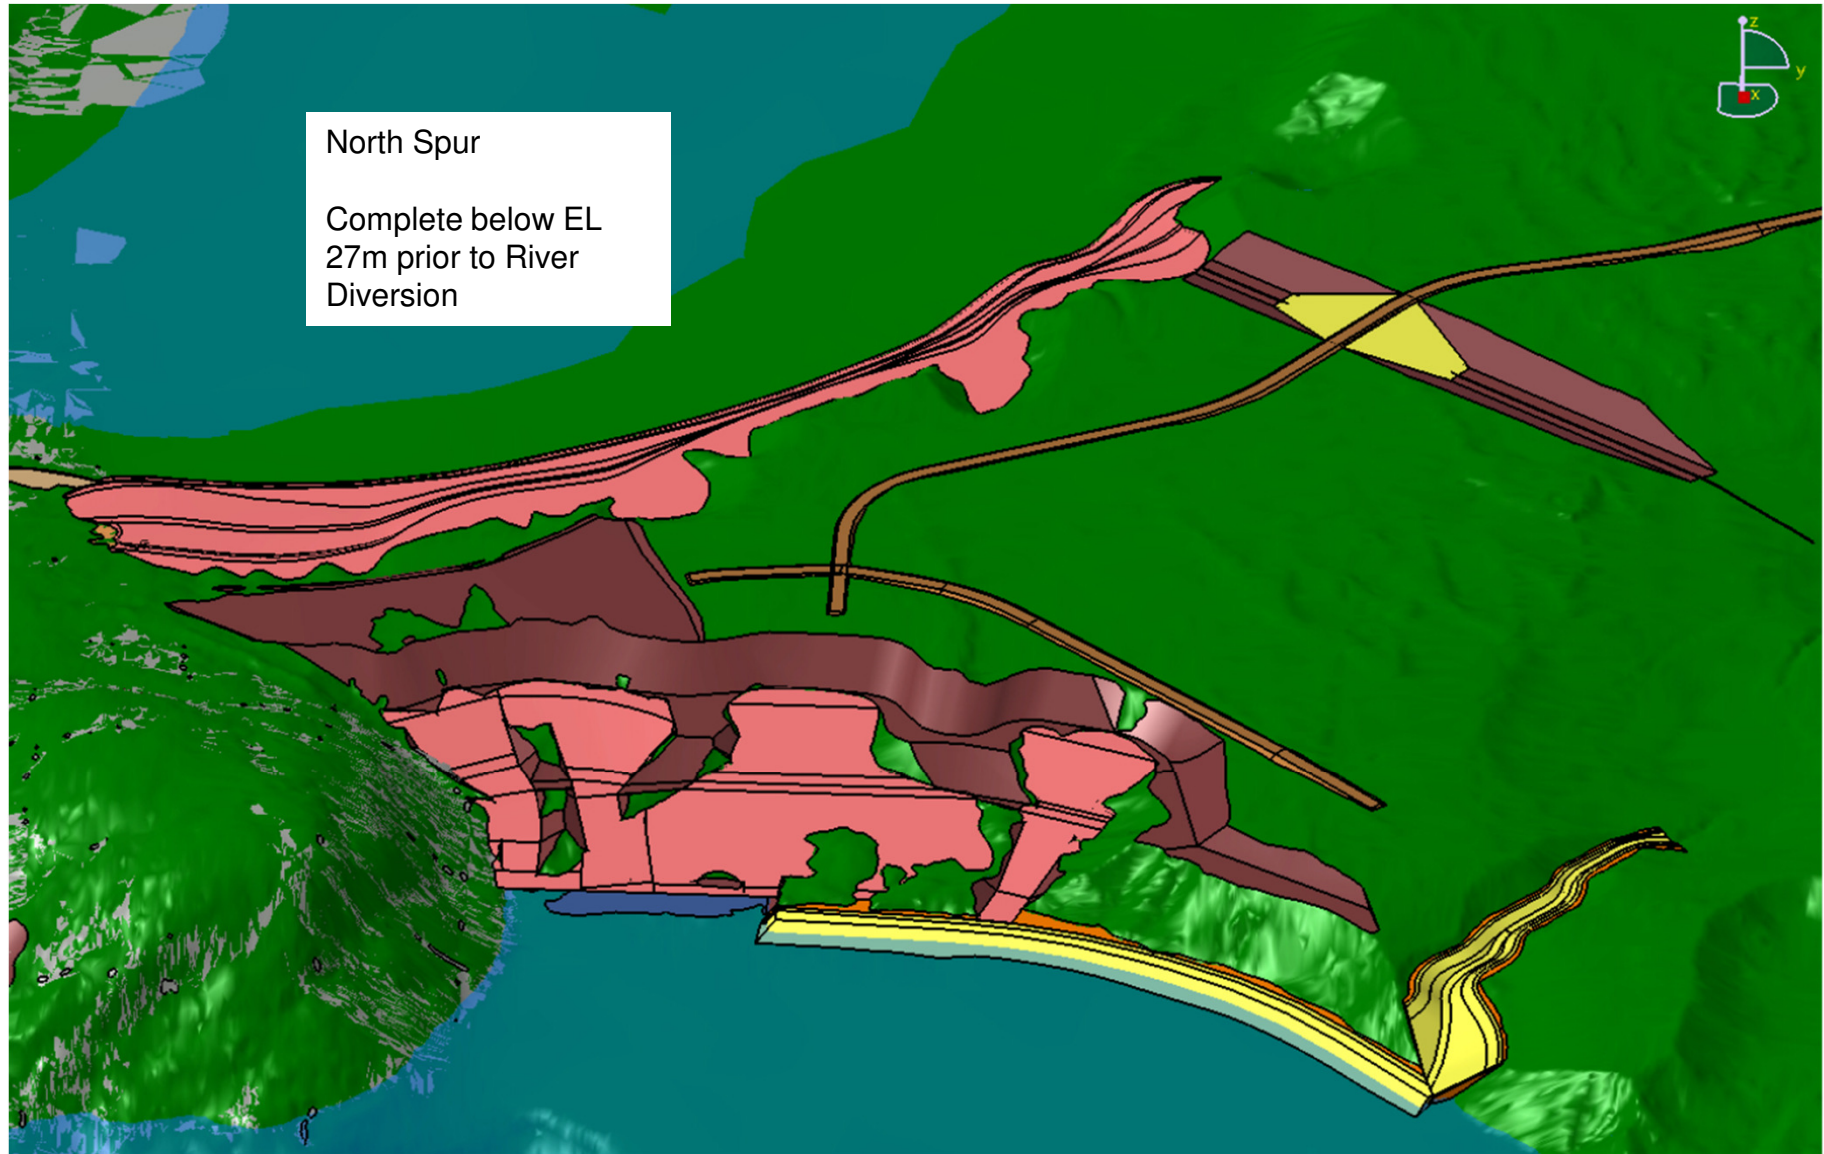 North Spur
Complete below EL
27m prior to River
Diversion
z
y
x